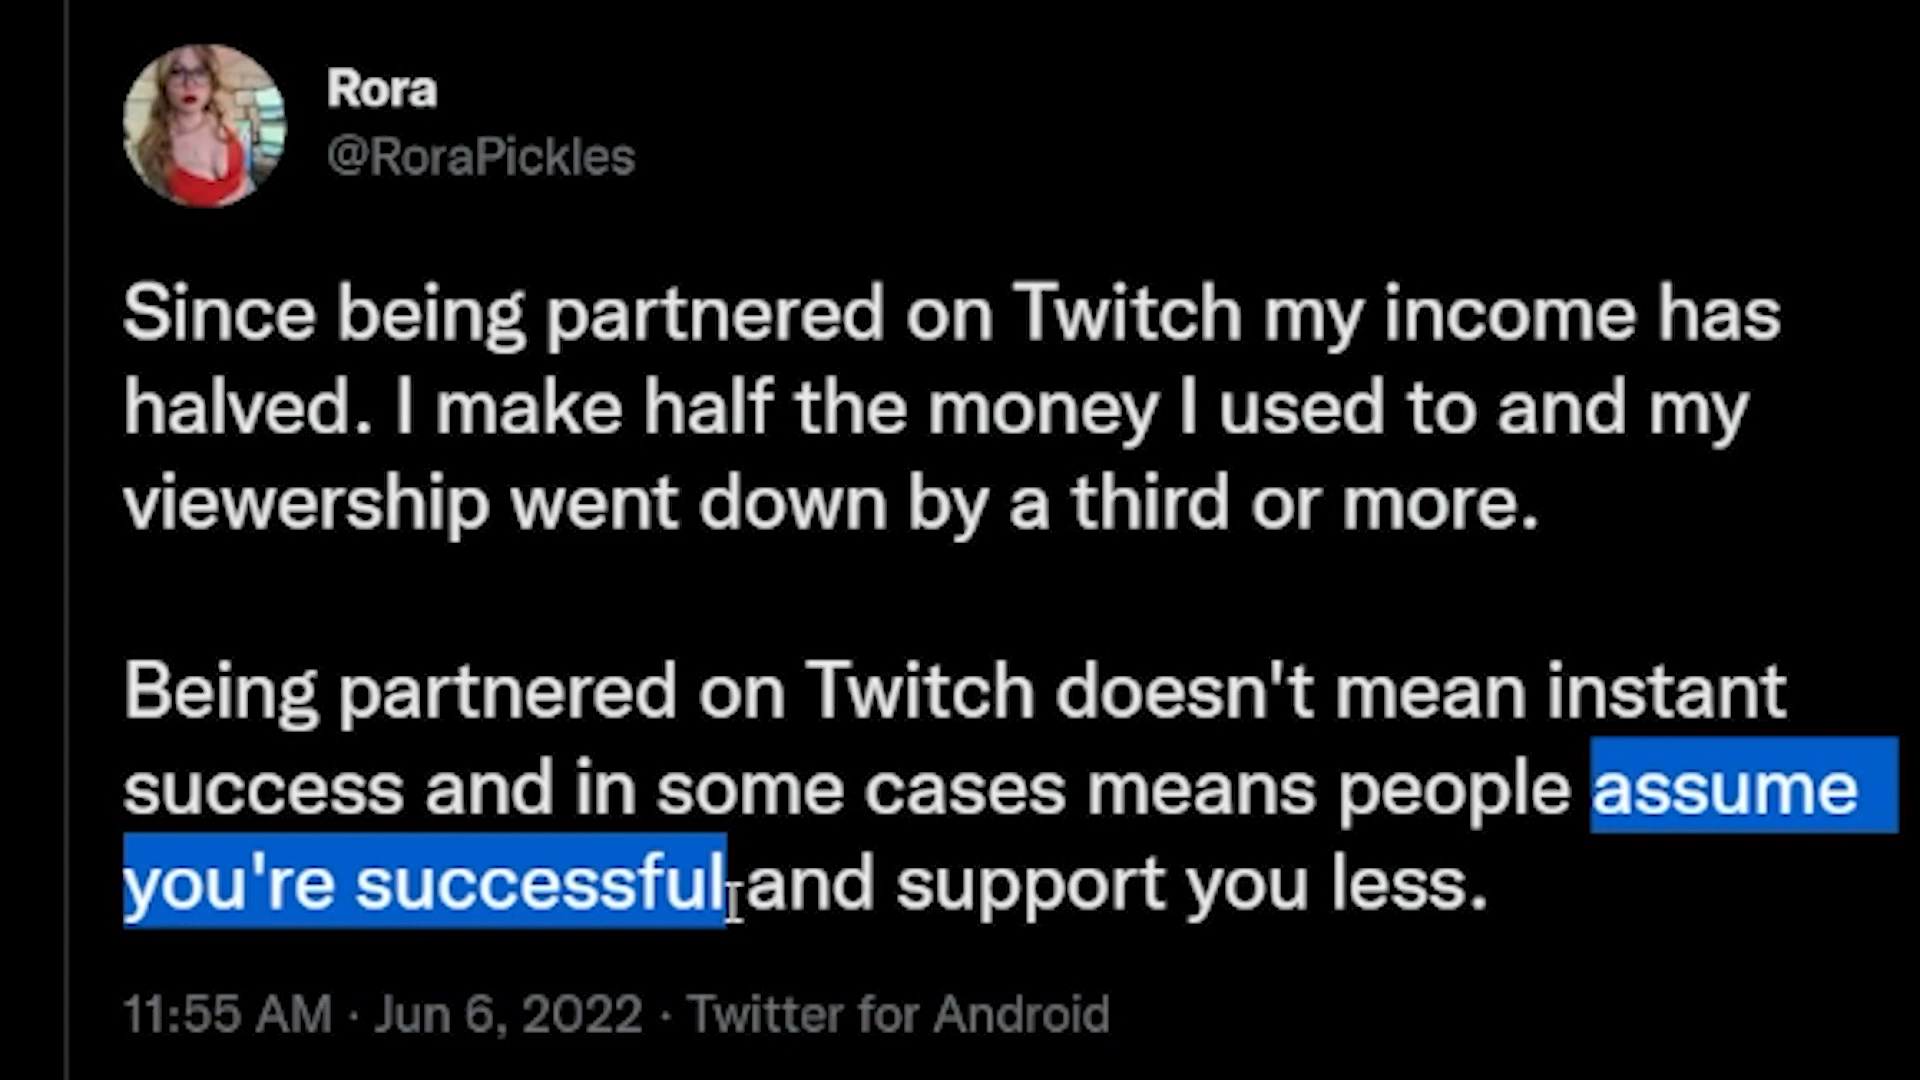 Rora
@RoraPickles
Since being partnered on Twitch my income has
halved. I make half the money I used to and my
viewership went down by a third or more.
Being partnered on Twitch doesn't mean instant
success and in some cases means people assume
you're successful and support you less.
11:55 AM · Jun 6, 2022 · Twitter for Android